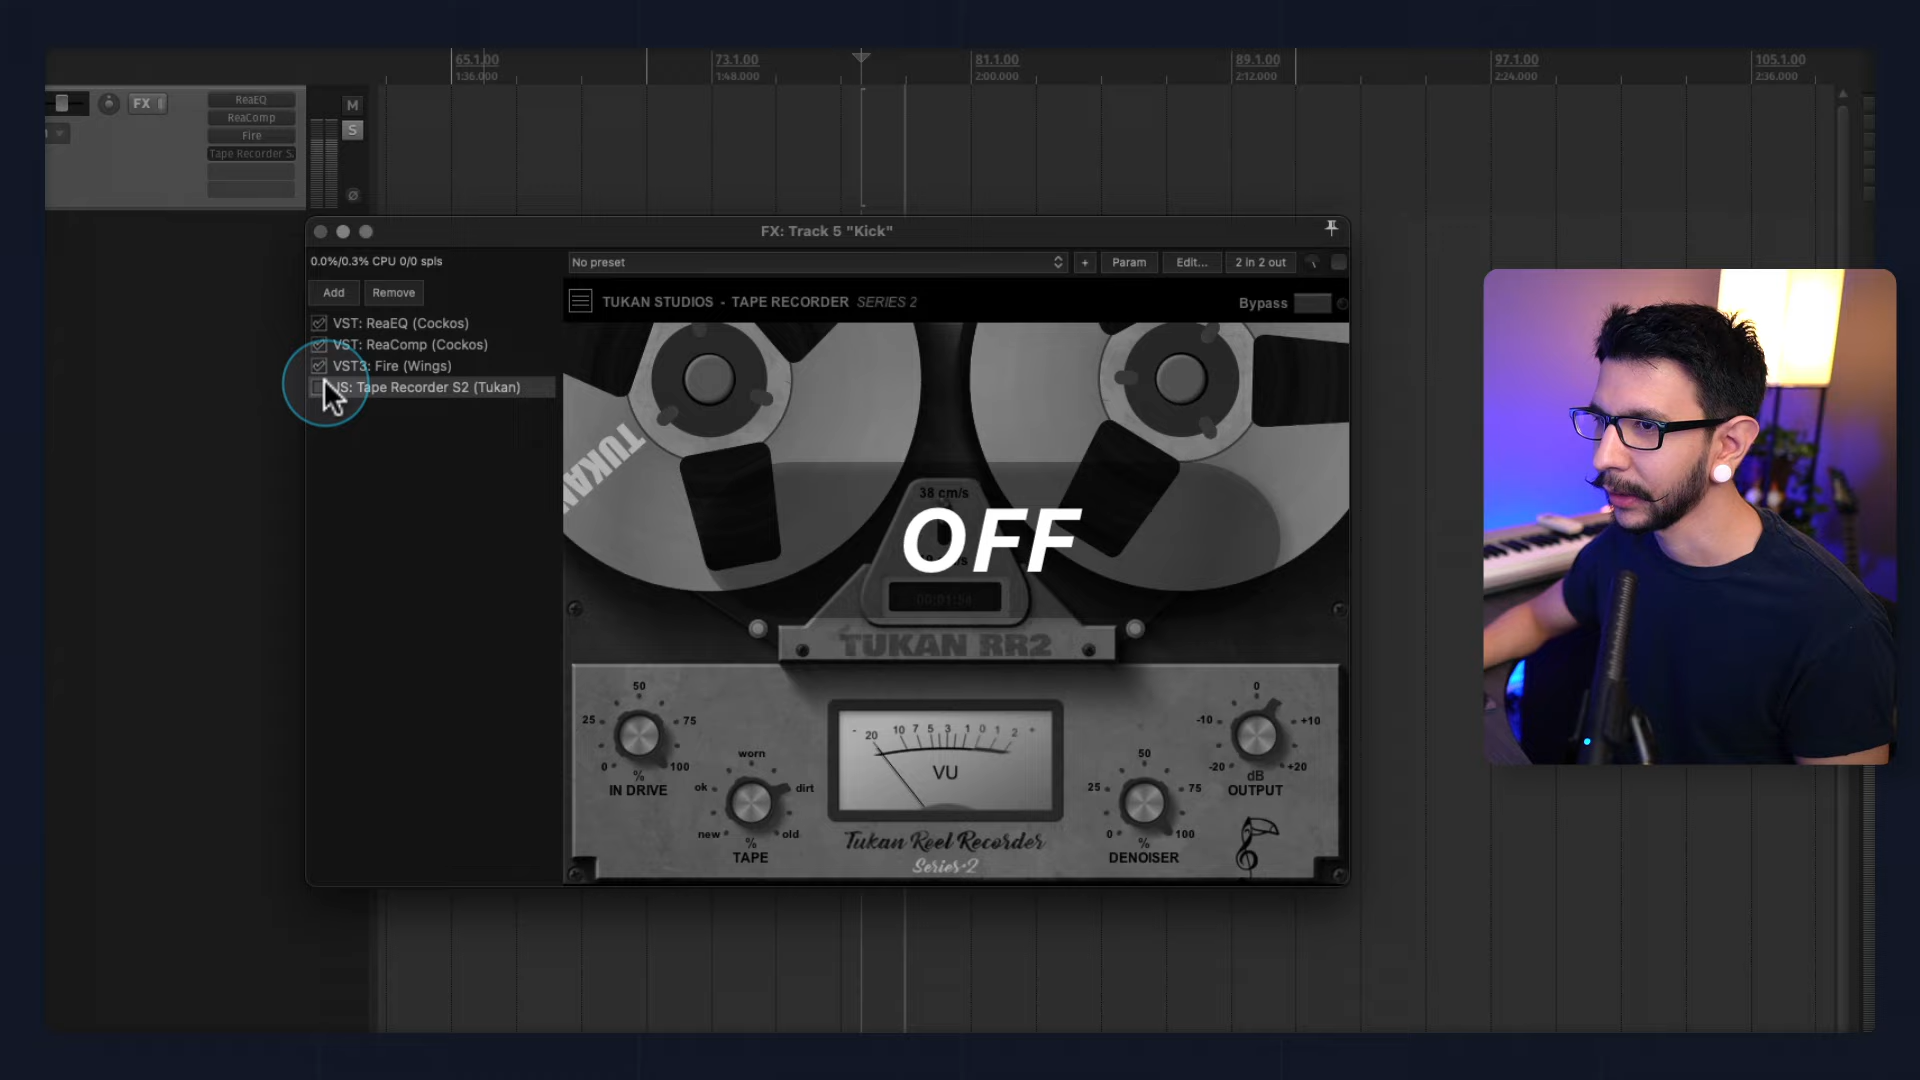 65.1.00 73.1.00 81.1.00 89.1.00 97.1.00 105.1.00
1:36.000 1:48.000 2:00.000 2:12.000 2:24.000 2:36.000
FX ReaEQ M
ReaComp
Fire S
Tape Recorder S.
FX: Track 5 "Kick"
0.0%/0.3% CPU 0/0 spls No preset + Param Edit... 2 in 2 out
Add Remove TUKAN STUDIOS - TAPE RECORDER SERIES 2 Bypass
VST: ReaEQ (Cockos)
VST: ReaComp (Cockos)
VST3: Fire (Wings)
JS: Tape Recorder S2 (Tukan)
TUKAN
38 cm/s
OFF
TUKAN RR2
50 0
25 75 - 20 10 7 5 3 1 0 1 2 + -10 +10
worn 50
0 100 VU -20 +20
% dB
IN DRIVE ok dirt 25 75 OUTPUT
new old Tukan Reel Recorder 0 100
% %
TAPE Series•2 DENOISER